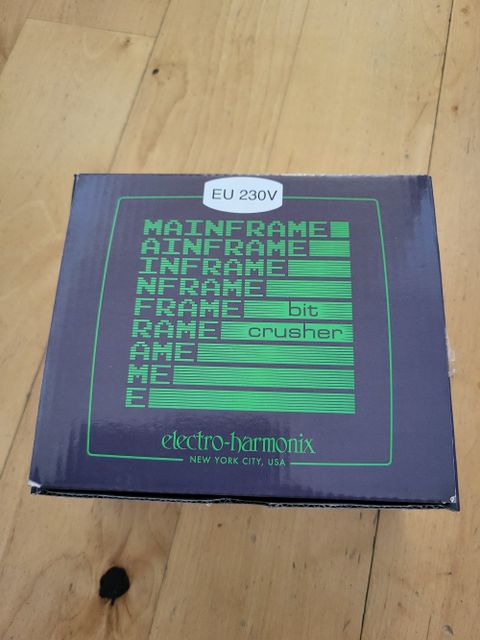 EU 230V
MAINFRAME
AINFRAME
INFRAME
NFRAME
FRAME bit
RAME crusher
AME
ME
E
electro-harmonix
NEW YORK CITY, USA